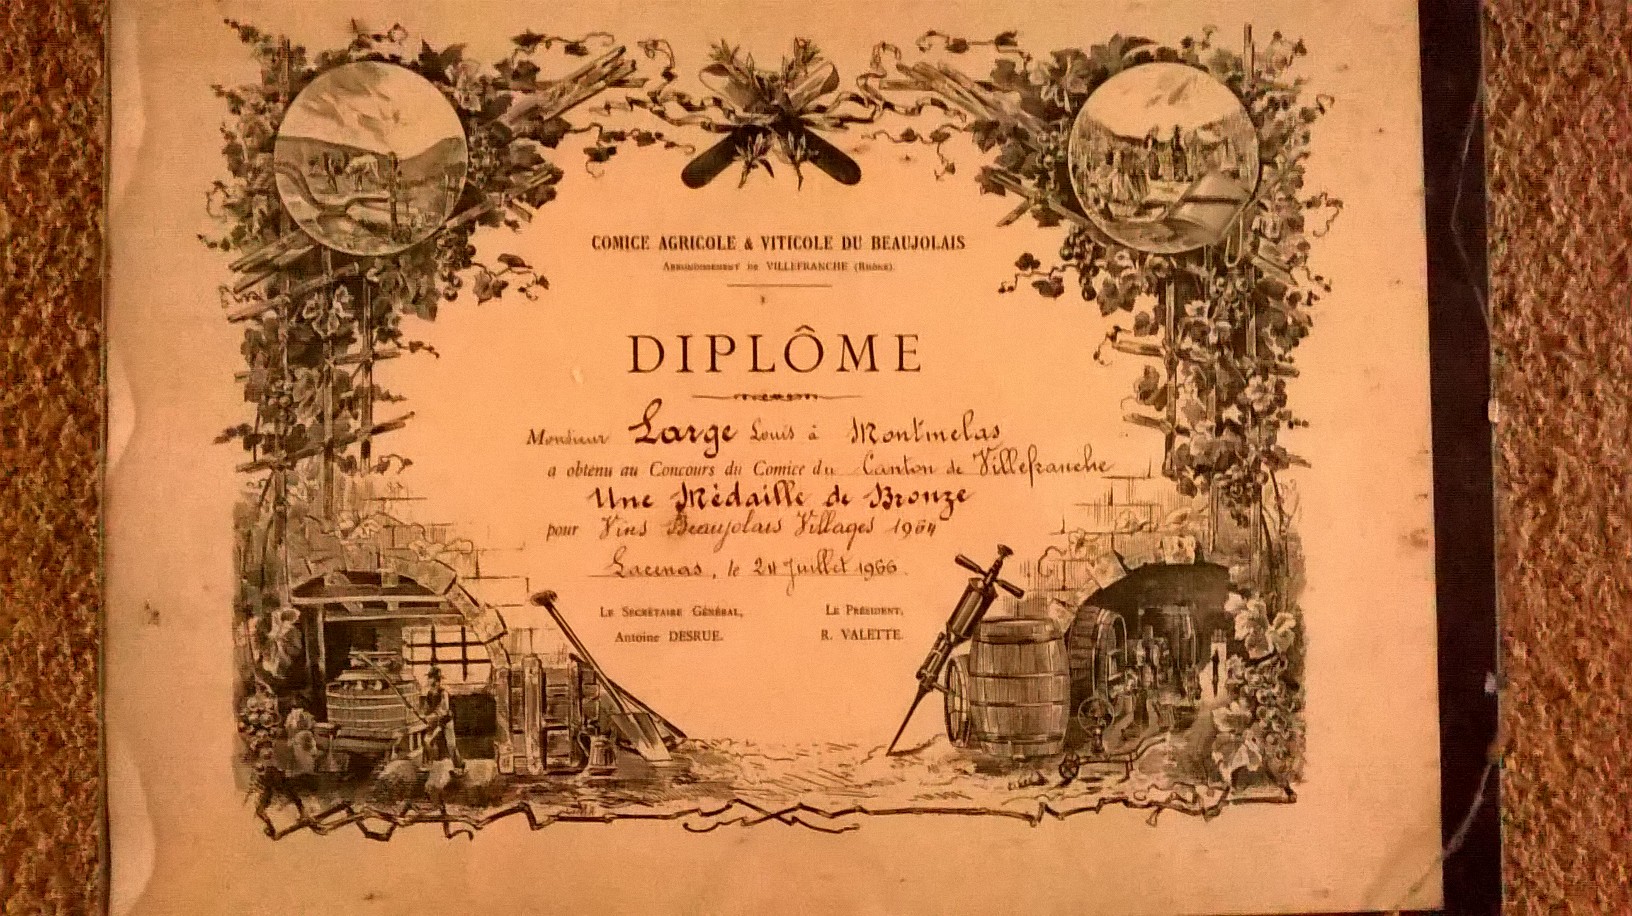 COMICE AGRICOLE & VITICOLE DU BEAUJOLAIS
ARRONDISSEMENT DE VILLEFRANCHE (RHÔNE).
DIPLÔME
Monsieur Large Louis à Montmelas
a obtenu au Concours du Comice du Canton de Villefranche
Une Médaille de Bronze
pour Vins Beaujolais Villages 1964
Lacenas, le 24 Juillet 1966.
LE SECRÉTAIRE GÉNÉRAL, LE PRÉSIDENT,
Antoine DESRUE. R. VALETTE.